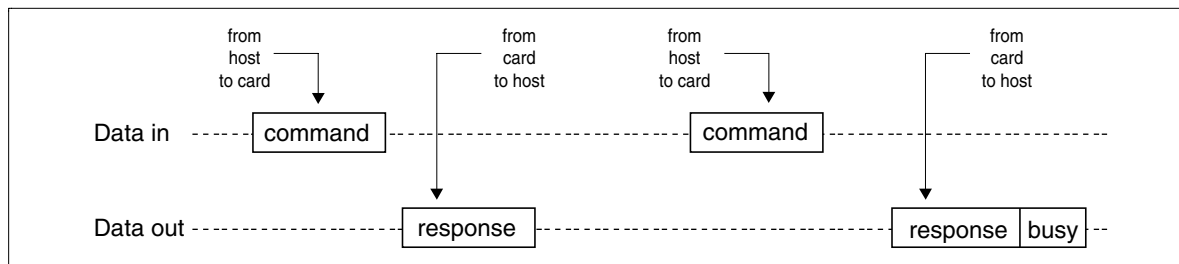 from
host
to card
from
card
to host
from
host
to card
from
card
to host
Data in
command
command
Data out
response
response
busy